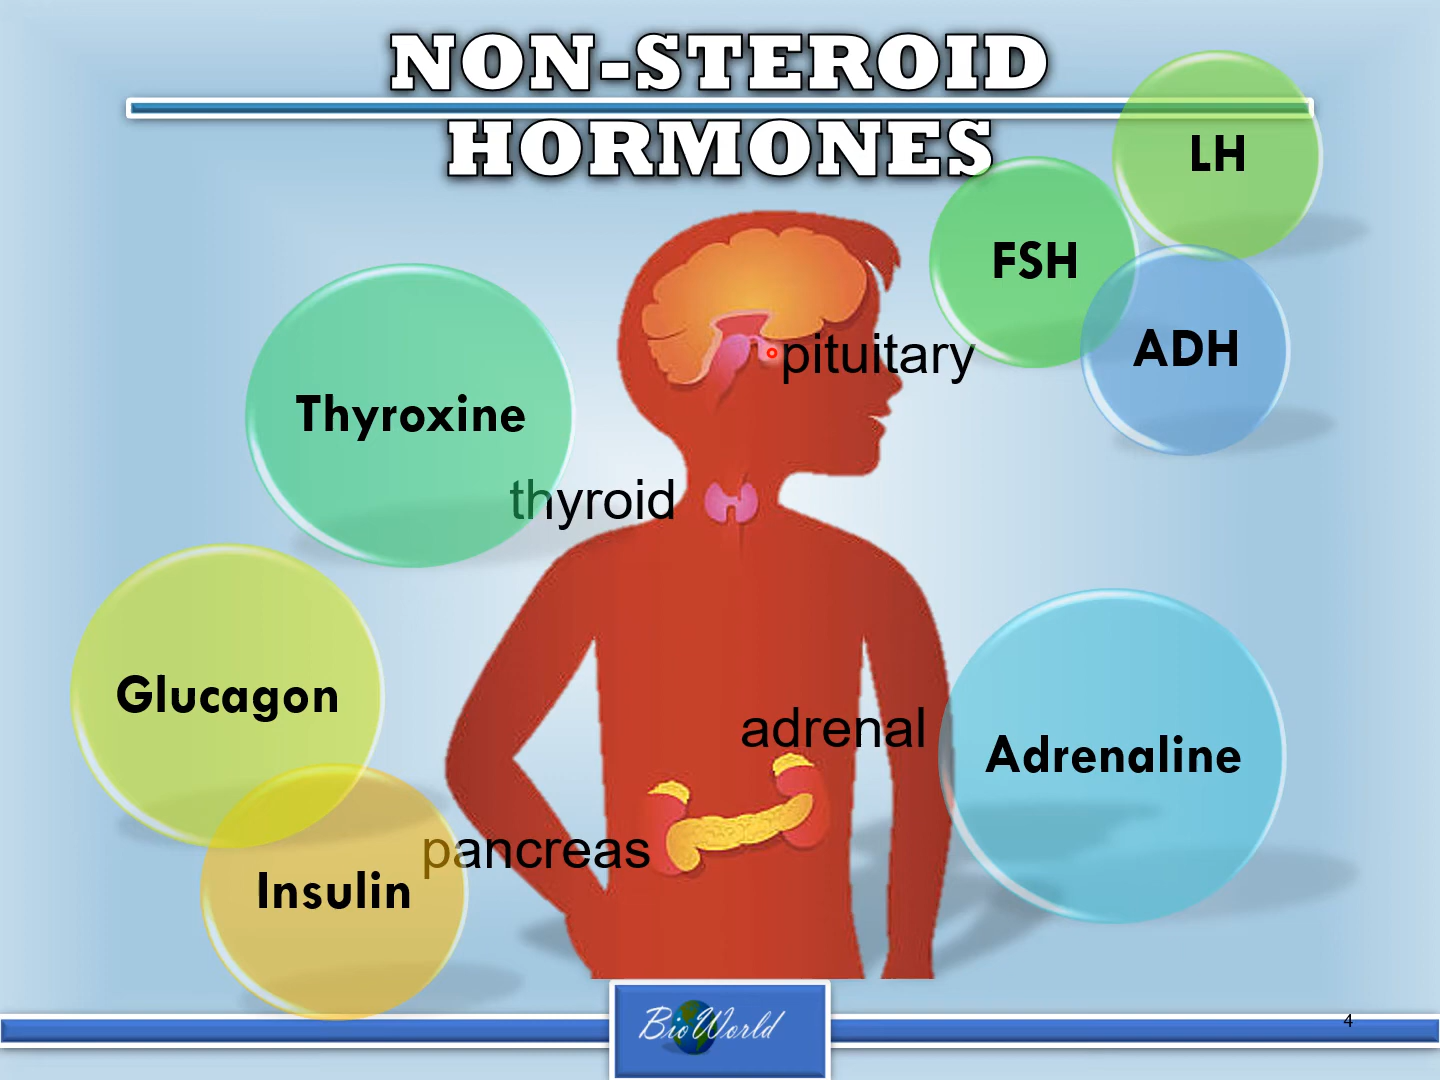 NON-STEROID
HORMONES
LH
FSH
ADH
pituitary
Thyroxine
thyroid
Glucagon
adrenal
Adrenaline
pancreas
Insulin
BioWorld
4